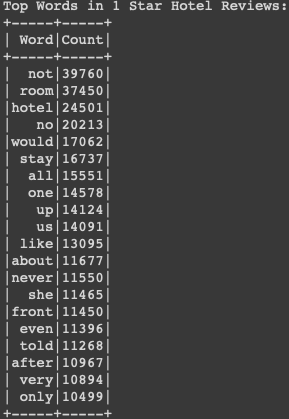 Top Words in 1 Star Hotel Reviews:
+-----+-----+
| Word|Count|
+-----+-----+
|  not|39760|
| room|37450|
|hotel|24501|
|   no|20213|
|would|17062|
| stay|16737|
|  all|15551|
|  one|14578|
|   up|14124|
|   us|14091|
| like|13095|
|about|11677|
|never|11550|
|  she|11465|
|front|11450|
| even|11396|
| told|11268|
|after|10967|
| very|10894|
| only|10499|
+-----+-----+